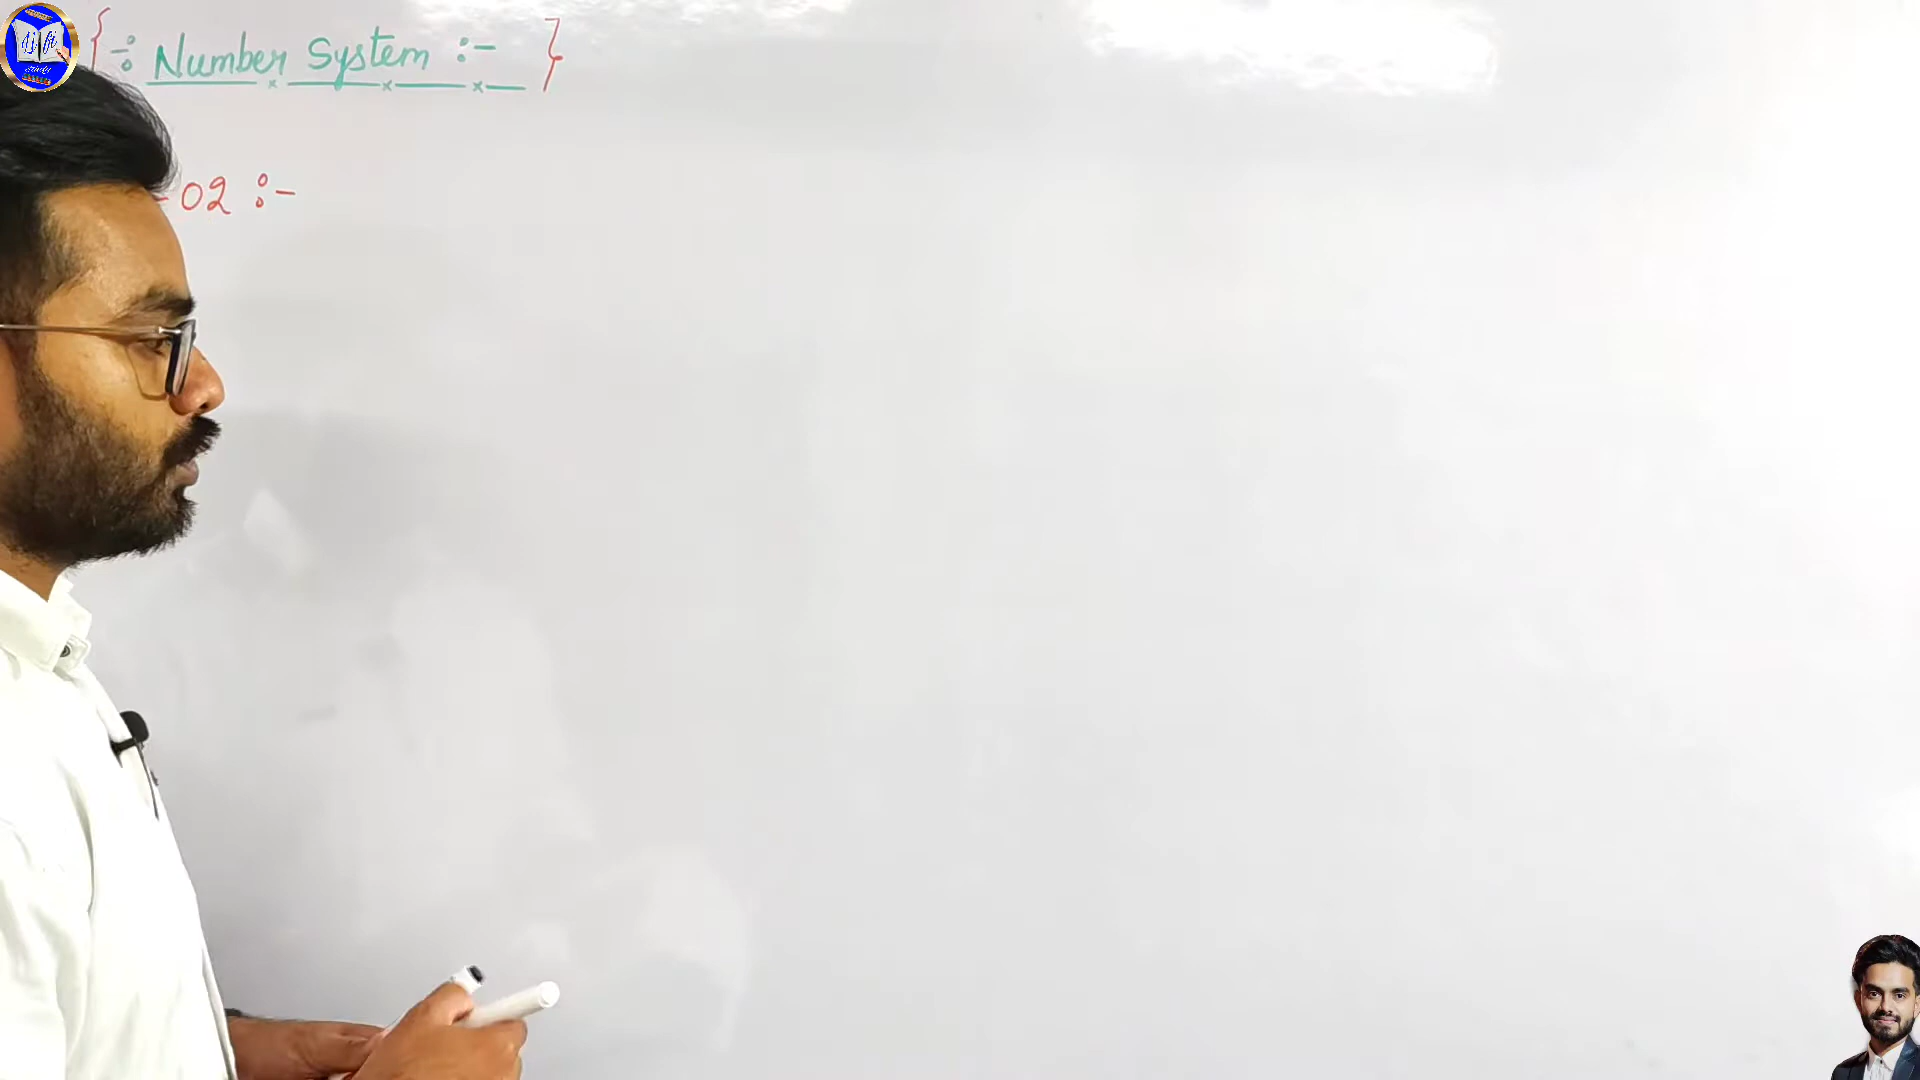 { ÷ Number System :- }
-02 :-